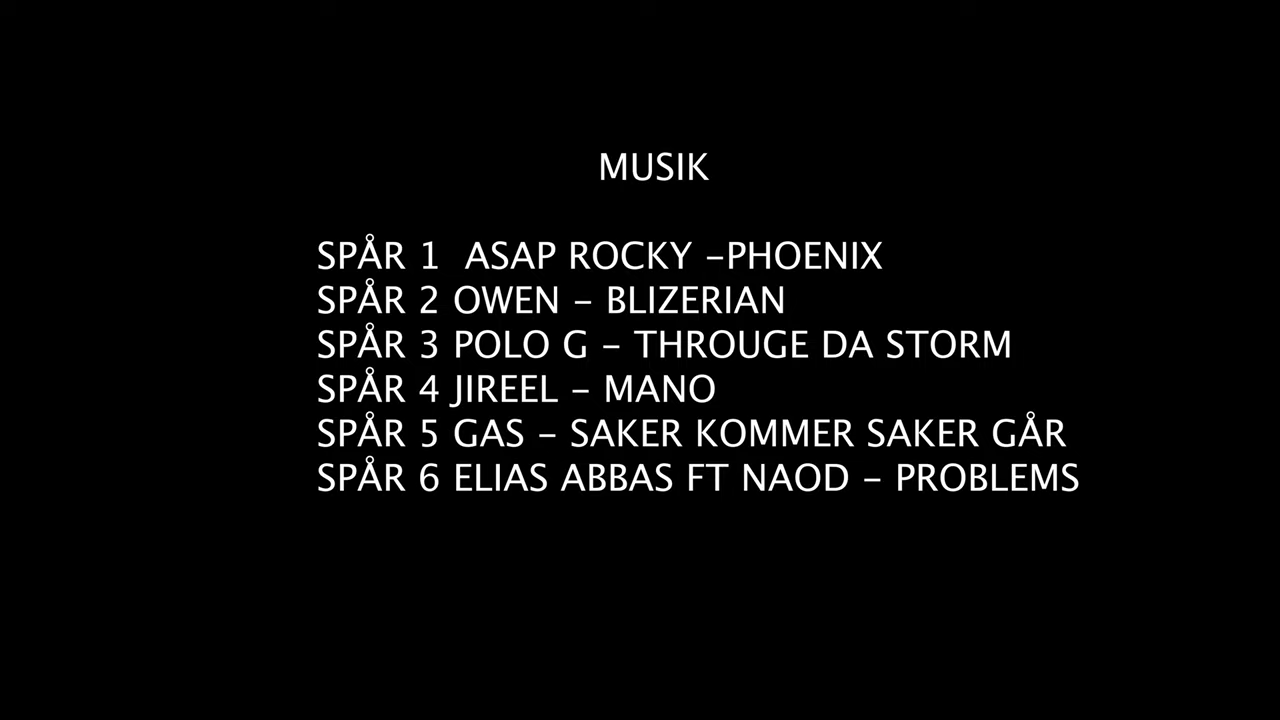 MUSIK
SPÅR 1  ASAP ROCKY –PHOENIX
SPÅR 2 OWEN – BLIZERIAN
SPÅR 3 POLO G – THROUGE DA STORM
SPÅR 4 JIREEL – MANO
SPÅR 5 GAS – SAKER KOMMER SAKER GÅR
SPÅR 6 ELIAS ABBAS FT NAOD – PROBLEMS